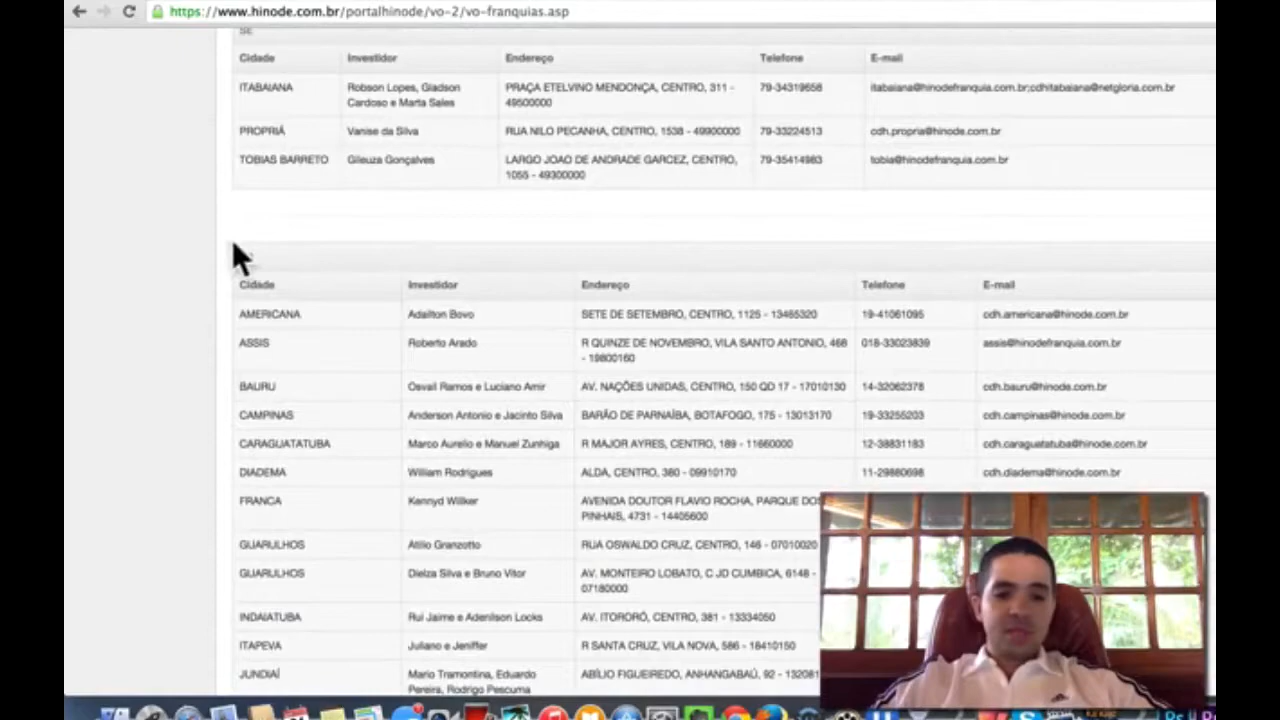 https://www.hinode.com.br/portalhinode/vo-2/vo-franquias.asp
SE
Cidade Investidor Endereço Telefone E-mail
ITABAIANA Robson Lopes, Gladson PRAÇA ETELVINO MENDONÇA, CENTRO, 311 - 79-34319658 itabaiana@hinodefranquia.com.br;cdhitabaiana@netgloria.com.br
Cardoso e Marta Sales 49500000
PROPRIÁ Vanise da Silva RUA NILO PECANHA, CENTRO, 1538 - 49900000 79-33224513 cdh.propria@hinode.com.br
TOBIAS BARRETO Gileuza Gonçalves LARGO JOAO DE ANDRADE GARCEZ, CENTRO, 79-35414983 tobia@hinodefranquia.com.br
1055 - 49300000
Cidade Investidor Endereço Telefone E-mail
AMERICANA Adailton Bovo SETE DE SETEMBRO, CENTRO, 1125 - 13465320 19-41061095 cdh.americana@hinode.com.br
ASSIS Roberto Arado R QUINZE DE NOVEMBRO, VILA SANTO ANTONIO, 468 018-33023839 assis@hinodefranquia.com.br
- 19800160
BAURU Osvail Ramos e Luciano Amir AV. NAÇÕES UNIDAS, CENTRO, 150 QD 17 - 17010130 14-32062378 cdh.bauru@hinode.com.br
CAMPINAS Anderson Antonio e Jacinto Silva BARÃO DE PARNAÍBA, BOTAFOGO, 175 - 13013170 19-33255203 cdh.campinas@hinode.com.br
CARAGUATATUBA Marco Aurelio e Manuel Zunhiga R MAJOR AYRES, CENTRO, 189 - 11660000 12-38831183 cdh.caraguatatuba@hinode.com.br
DIADEMA William Rodrigues ALDA, CENTRO, 380 - 09910170 11-29880698 cdh.diadema@hinode.com.br
FRANCA Kennyd Willker AVENIDA DOUTOR FLAVIO ROCHA, PARQUE DOS
PINHAIS, 4731 - 14405600
GUARULHOS Atilio Granzotto RUA OSWALDO CRUZ, CENTRO, 146 - 07010020
GUARULHOS Dielza Silva e Bruno Vitor AV. MONTEIRO LOBATO, C JD CUMBICA, 6148 -
07180000
INDAIATUBA Rui Jaime e Adenilson Locks AV. ITORORÓ, CENTRO, 381 - 13334050
ITAPEVA Juliano e Jeniffer R SANTA CRUZ, VILA NOVA, 586 - 18410150
JUNDIAÍ Mario Tramontina, Eduardo ABÍLIO FIGUEIREDO, ANHANGABAÚ, 92 - 132081
Pereira, Rodrigo Pescuma